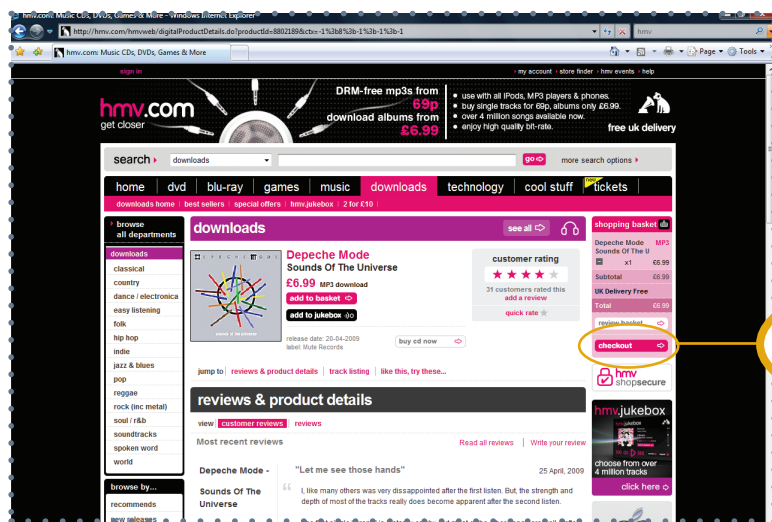 hmv.com: Music CDs, DVDs, Games & More - Windows Internet Explorer
http://hmv.com/hmvweb/digitalProductDetails.do?productId=8802189&ctx=-1%3b8%3b-1%3b-1%3b-1
hmv
hmv.com: Music CDs, DVDs, Games & More
Page
Tools
sign in
my account
store finder
hmv events
help
hmv.com
get closer
DRM-free mp3s from
69p
download albums from
£6.99
use with all iPods, MP3 players & phones.
buy single tracks for 69p, albums only £6.99.
over 4 million songs available now.
enjoy high quality bit-rate.
free uk delivery
search
downloads
go
more search options
home dvd blu-ray games music downloads technology cool stuff new tickets
downloads home best sellers special offers hmv.jukebox 2 for £10
browse
all departments
downloads
classical
country
dance / electronica
easy listening
folk
hip hop
indie
jazz & blues
pop
reggae
rock (inc metal)
soul / r&b
soundtracks
spoken word
world
browse by...
recommends
new releases
downloads
see all
DEPECHE MODE
sounds of the universe
Depeche Mode
Sounds Of The Universe
£6.99 MP3 download
add to basket
add to jukebox
release date: 20-04-2009
label: Mute Records
buy cd now
customer rating
31 customers rated this
add a review
quick rate
jump to reviews & product details track listing like this, try these...
reviews & product details
view customer reviews reviews
Most recent reviews
Read all reviews
Write your review
Depeche Mode -
Sounds Of The
Universe
"Let me see those hands"
25 April, 2009
I, like many others was very dissappointed after the first listen. But, the strength and
depth of most of the tracks really does become apparent after the second listen.
shopping basket
Depeche Mode MP3
Sounds Of The U
x1 £6.99
Subtotal £6.99
UK Delivery Free
Total £6.99
review basket
checkout
hmv
shopsecure
hmv.jukebox
choose from over
4 million tracks
click here